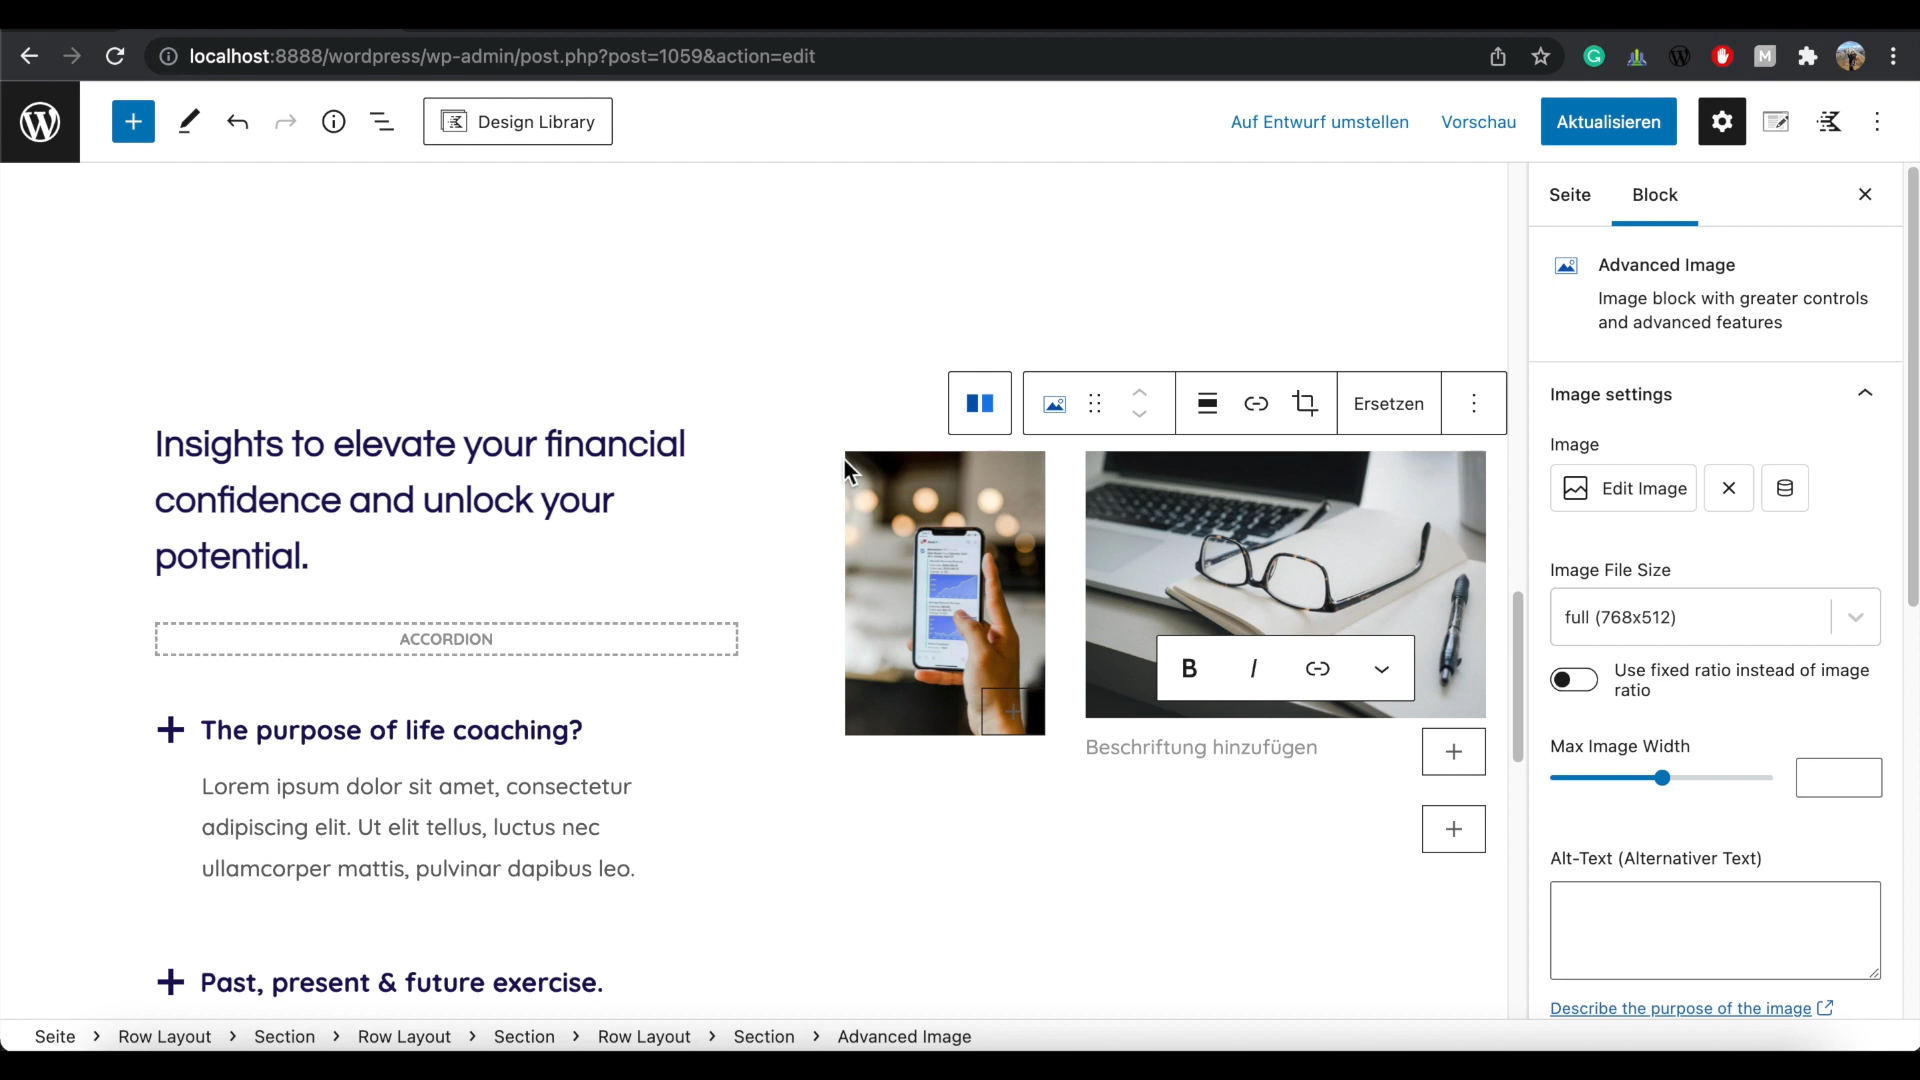 localhost:8888/wordpress/wp-admin/post.php?post=1059&action=edit
Design Library
Auf Entwurf umstellen
Vorschau
Aktualisieren
Seite
Block
Advanced Image
Image block with greater controls
and advanced features
Ersetzen
Image settings
Image
Edit Image
Insights to elevate your financial
confidence and unlock your
potential.
ACCORDION
The purpose of life coaching?
Lorem ipsum dolor sit amet, consectetur
adipiscing elit. Ut elit tellus, luctus nec
ullamcorper mattis, pulvinar dapibus leo.
Past, present & future exercise.
B I
Beschriftung hinzufügen
Image File Size
full (768x512)
Use fixed ratio instead of image
ratio
Max Image Width
Alt-Text (Alternativer Text)
Describe the purpose of the image
Seite > Row Layout > Section > Row Layout > Section > Row Layout > Section > Advanced Image